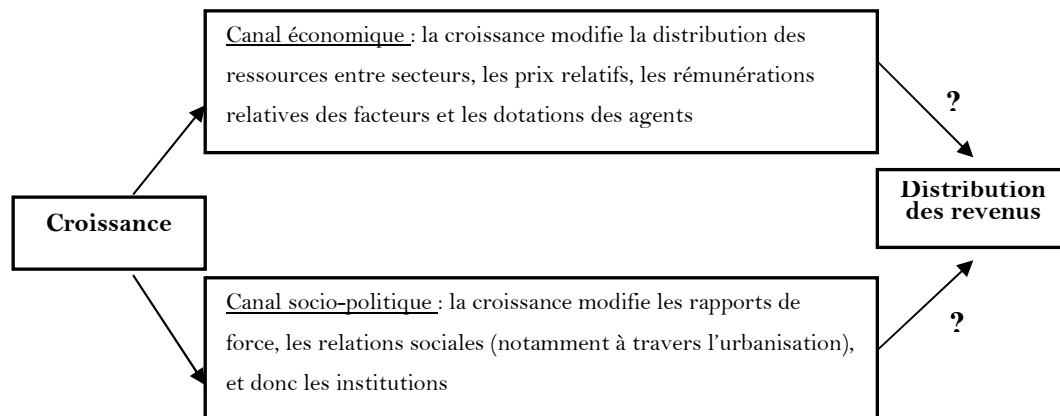 Canal économique : la croissance modifie la distribution des
ressources entre secteurs, les prix relatifs, les rémunérations
relatives des facteurs et les dotations des agents
?
Croissance
Distribution
des revenus
Canal socio-politique : la croissance modifie les rapports de
force, les relations sociales (notamment à travers l’urbanisation),
et donc les institutions
?